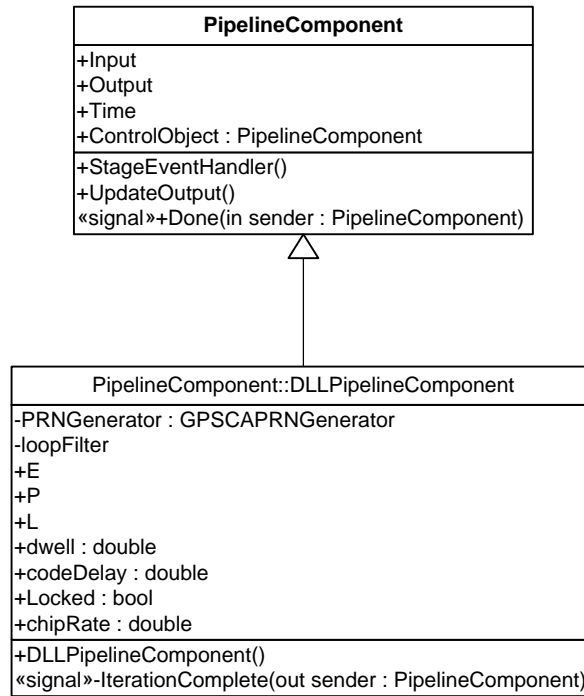 PipelineComponent
+Input
+Output
+Time
+ControlObject : PipelineComponent
+StageEventHandler()
+UpdateOutput()
«signal»+Done(in sender : PipelineComponent)
PipelineComponent::DLLPipelineComponent
-PRNGenerator : GPSCAPRNGenerator
-loopFilter
+E
+P
+L
+dwell : double
+codeDelay : double
+Locked : bool
+chipRate : double
+DLLPipelineComponent()
«signal»-IterationComplete(out sender : PipelineComponent)